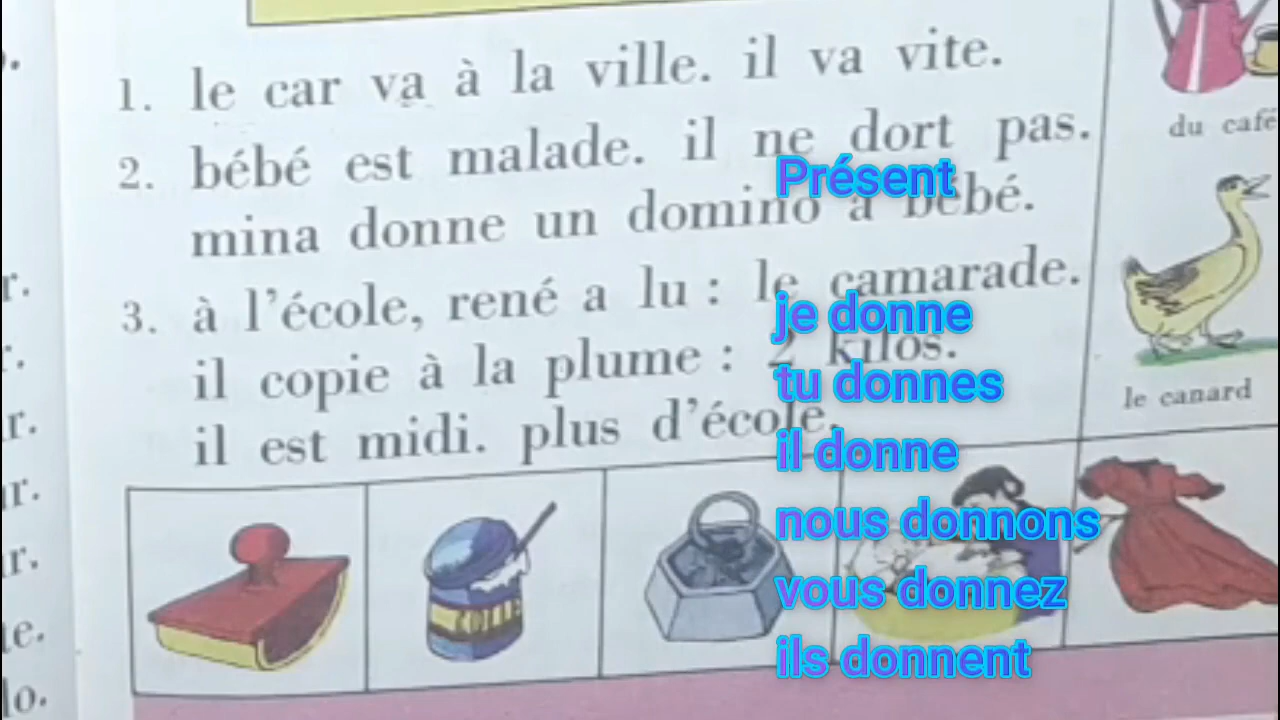 1. le car va à la ville. il va vite.
2. bébé est malade. il ne dort pas.
mina donne un domino à bébé.
3. à l'école, rené a lu : le camarade.
il copie à la plume : 2 kilos.
il est midi. plus d'école.
du café
le canard
COLLE
Présent
je donne
tu donnes
il donne
nous donnons
vous donnez
ils donnent